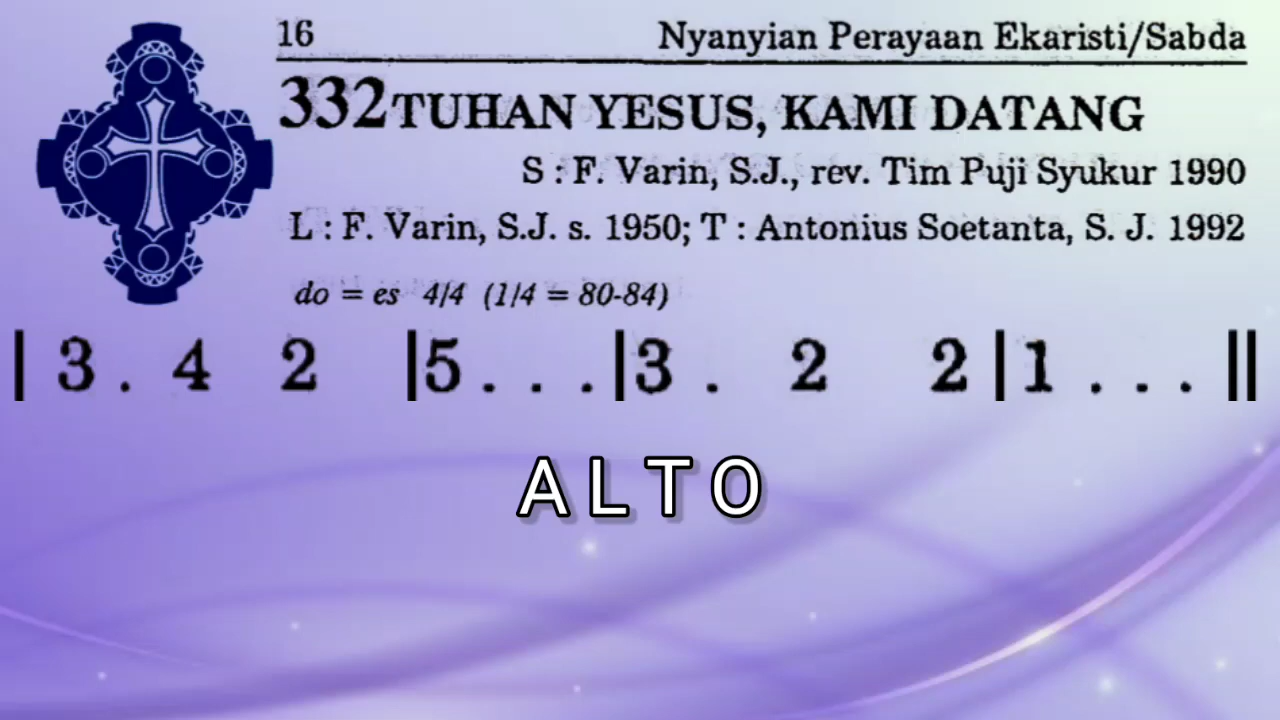 16 Nyanyian Perayaan Ekaristi/Sabda
332 TUHAN YESUS, KAMI DATANG
S : F. Varin, S.J., rev. Tim Puji Syukur 1990
L : F. Varin, S.J. s. 1950; T : Antonius Soetanta, S. J. 1992
do = es 4/4 (1/4 = 80-84)
| 3 . 4 2 |5 . . . |3 . 2 2 |1 . . . ||
ALTO